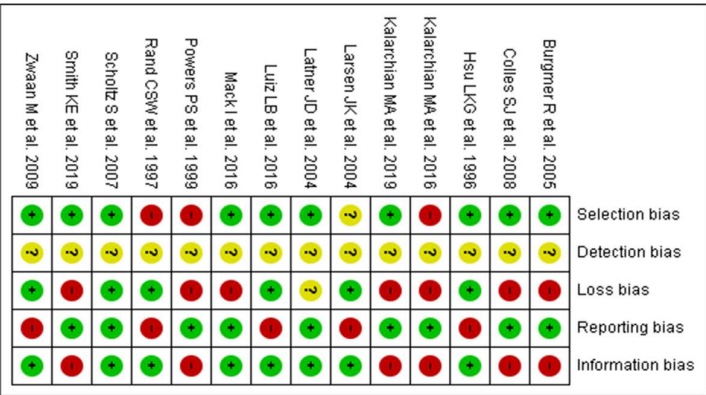 Burgmer R et al. 2005
Colles SJ et al. 2008
Hsu LKG et al. 1996
Kalarchian MA et al. 2016
Kalarchian MA et al. 2019
Larsen JK et al. 2004
Latner JD et al. 2004
Luiz LB et al. 2016
Mack I et al. 2016
Powers PS et al. 1999
Rand CSW et al. 1997
Scholtz S et al. 2007
Smith KE et al. 2019
Zwaan M et al. 2009
+ + + - + ? + + + - - + + + Selection bias
? ? ? ? ? ? ? ? ? ? ? ? ? ? Detection bias
+ - + + - - + ? + - - + - - Loss bias
- + + - + + - + - + + - + + Reporting bias
+ - + + - + + + + - - + - - Information bias